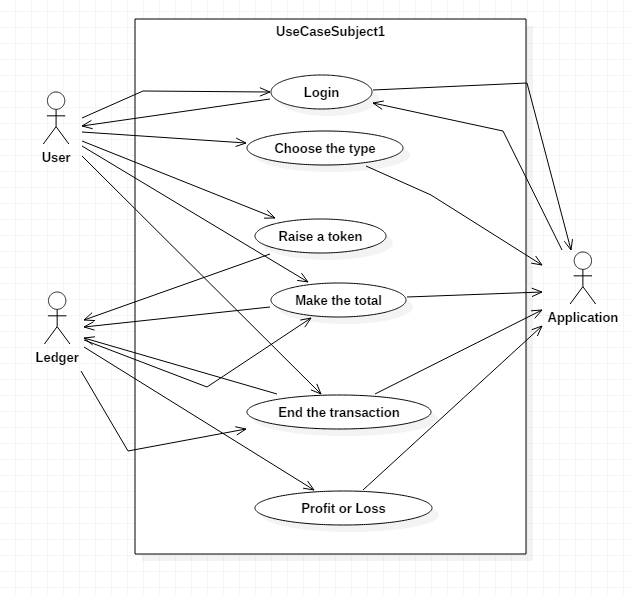 UseCaseSubject1
Login
User
Choose the type
Raise a token
Make the total
Application
Ledger
End the transaction
Profit or Loss